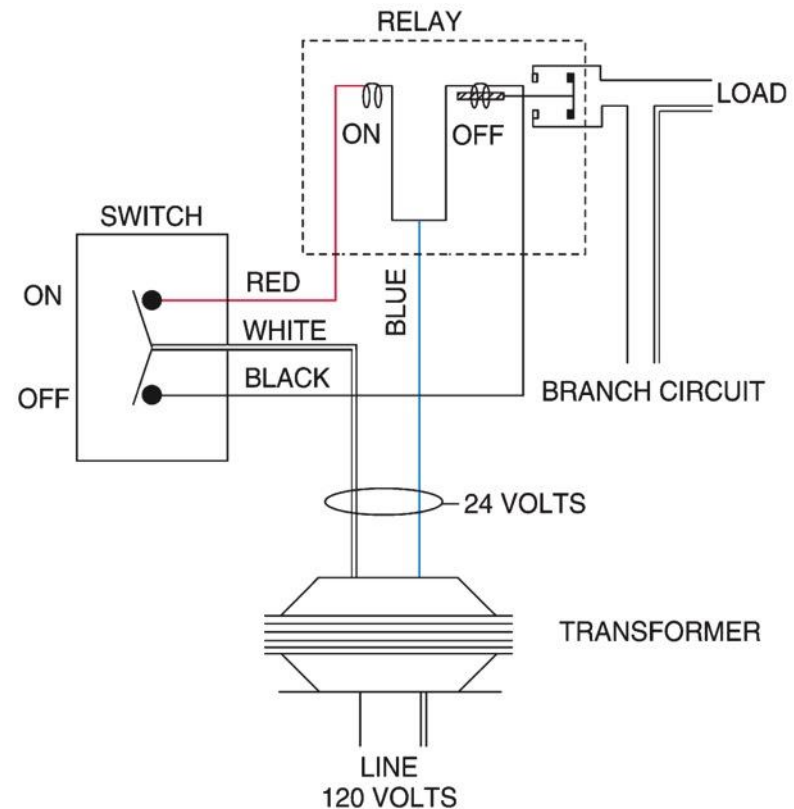 RELAY
LOAD
ON
OFF
SWITCH
ON
RED
BLUE
WHITE
BLACK
OFF
BRANCH CIRCUIT
24 VOLTS
TRANSFORMER
LINE
120 VOLTS